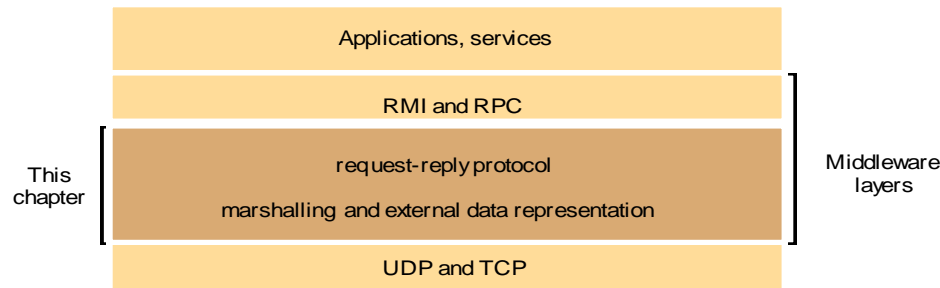 Applications, services
RMI and RPC
This
chapter
request-reply protocol
marshalling and external data representation
Middleware
layers
UDP and TCP